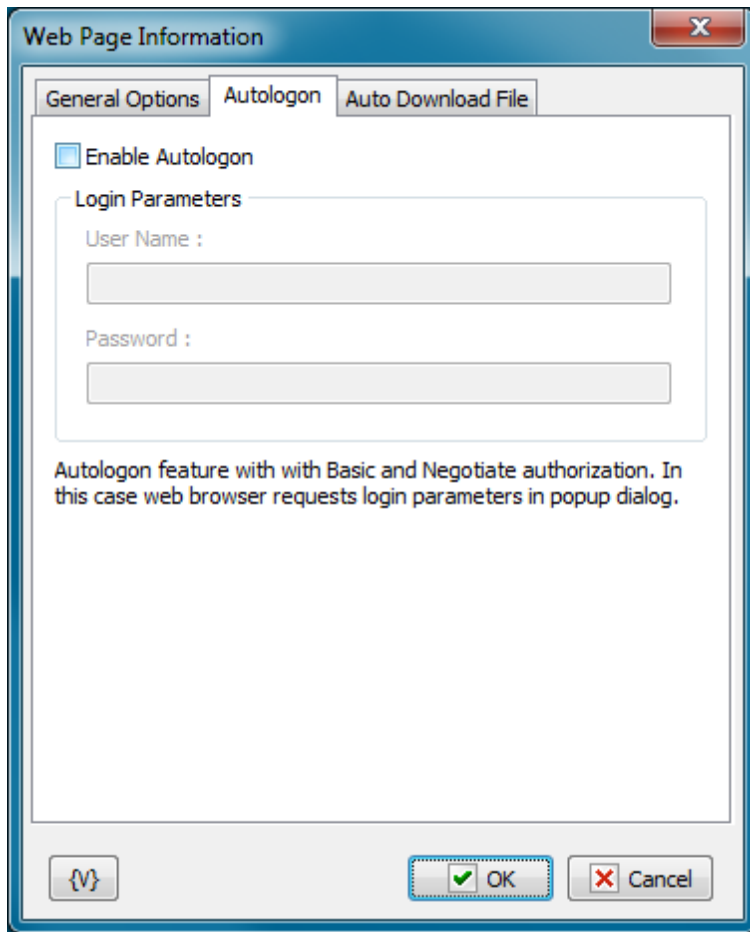 Web Page Information
General Options
Autologon
Auto Download File
Enable Autologon
Login Parameters
User Name :
Password :
Autologon feature with with Basic and Negotiate authorization. In
this case web browser requests login parameters in popup dialog.
{V}
OK
Cancel